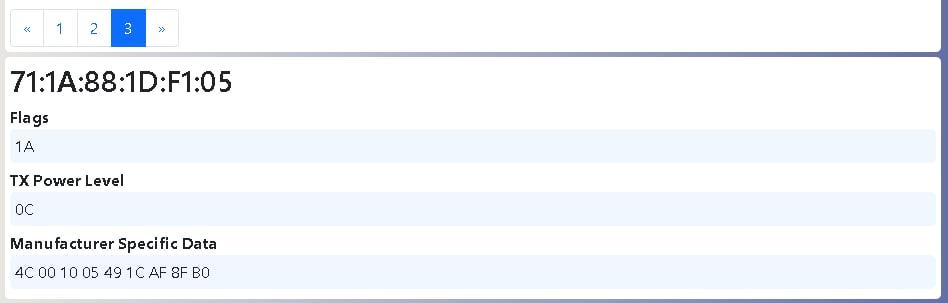 « 1 2 3 »
71:1A:88:1D:F1:05
Flags
1A
TX Power Level
0C
Manufacturer Specific Data
4C 00 10 05 49 1C AF 8F B0